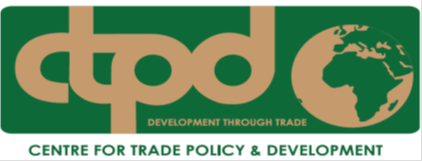 ctpd
DEVELOPMENT THROUGH TRADE
CENTRE FOR TRADE POLICY & DEVELOPMENT